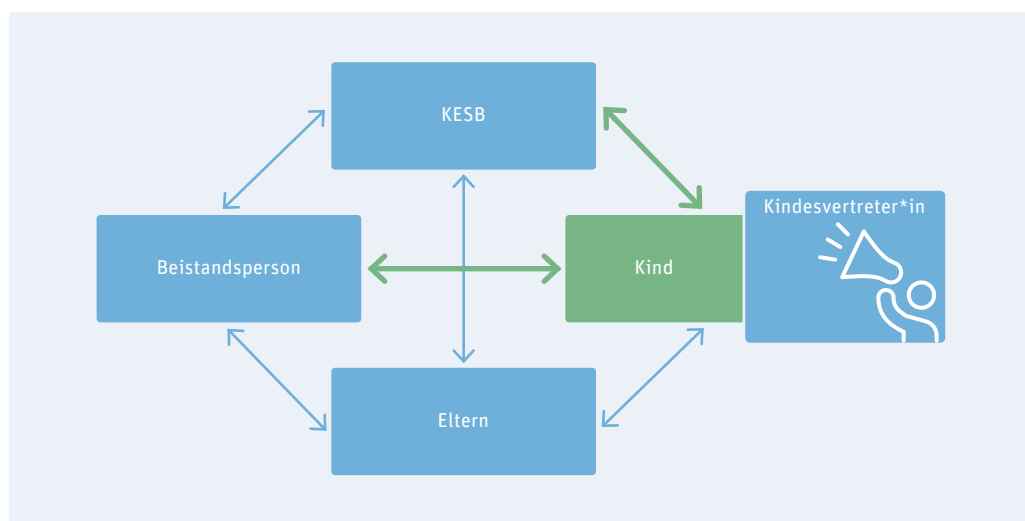 KESB
Kindesvertreter*in
Beistandsperson
Kind
Eltern